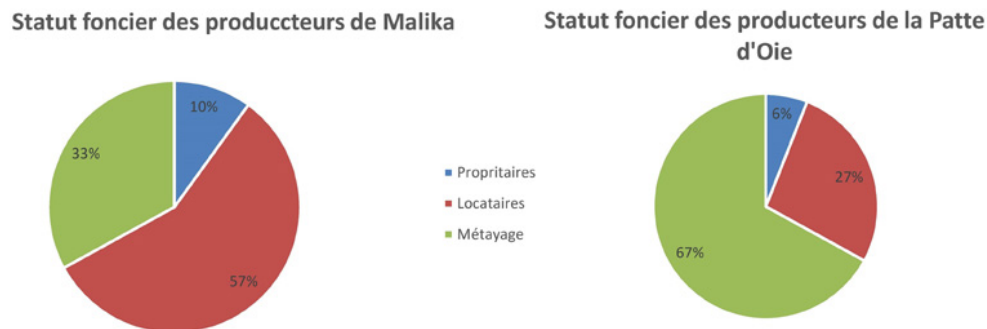 Statut foncier des produccteurs de Malika
10%
33%
57%
Propritaires
Locataires
Métayage
Statut foncier des producteurs de la Patte
d'Oie
6%
27%
67%